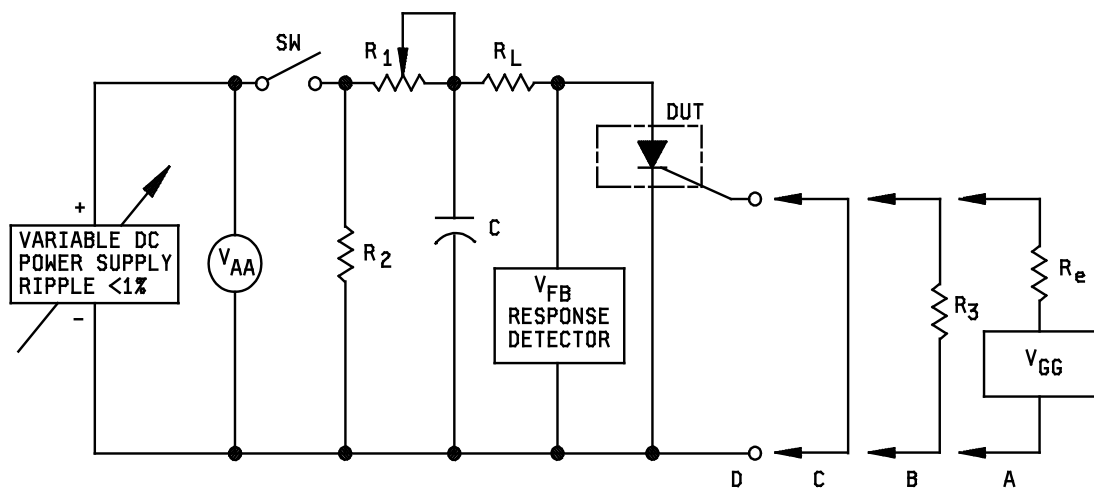 SW
R1
RL
DUT
+
VARIABLE DC
POWER SUPPLY
RIPPLE <1%
−
VAA
R2
C
VFB
RESPONSE
DETECTOR
R3
Re
VGG
D C B A